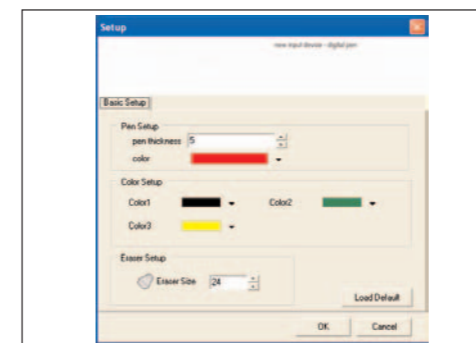 Setup
new input device - digital pen
Basic Setup
Pen Setup
pen thickness 5
color
Color Setup
Color1 Color2
Color3
Eraser Setup
Eraser Size 24
Load Default
OK Cancel